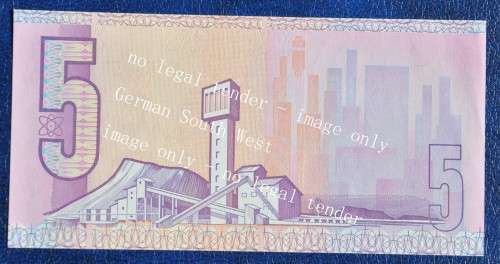 5
no legal tender - image only
German South West
image only - no legal tender
5